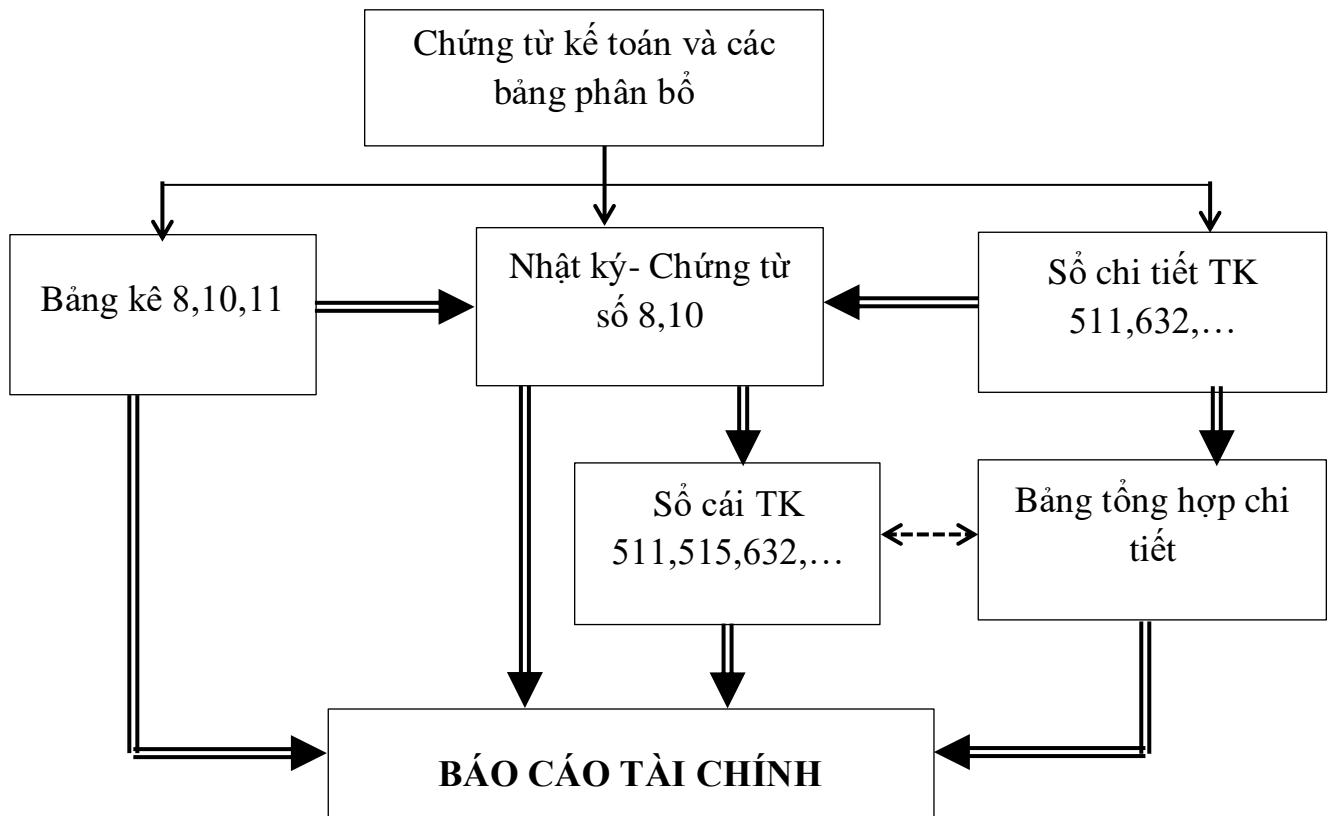 Chứng từ kế toán và các
bảng phân bổ
Bảng kê 8,10,11
Nhật ký- Chứng từ
số 8,10
Sổ chi tiết TK
511,632,…
Sổ cái TK
511,515,632,…
Bảng tổng hợp chi
tiết
BÁO CÁO TÀI CHÍNH